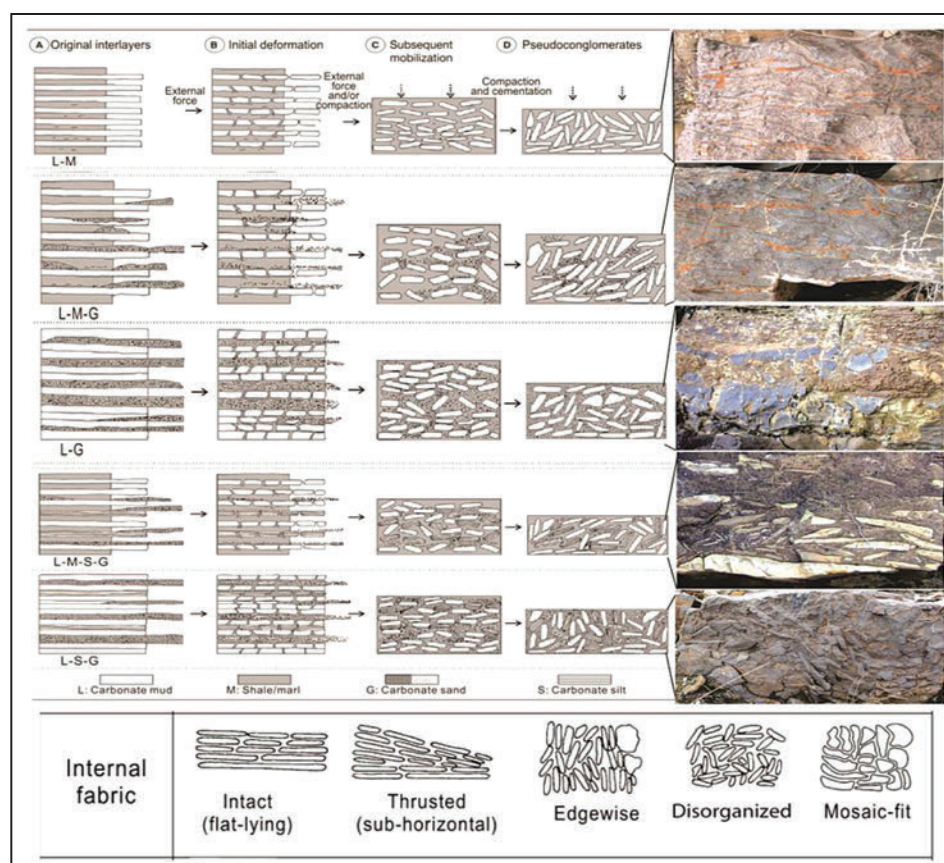 A Original interlayers
B Initial deformation
C Subsequent
mobilization
D Pseudoconglomerates
External
force
External
force
and/or
compaction
Compaction
and cementation
L-M
L-M-G
L-G
L-M-S-G
L-S-G
L: Carbonate mud
M: Shale/marl
G: Carbonate sand
S: Carbonate silt
Internal
fabric
Intact
(flat-lying)
Thrusted
(sub-horizontal)
Edgewise
Disorganized
Mosaic-fit